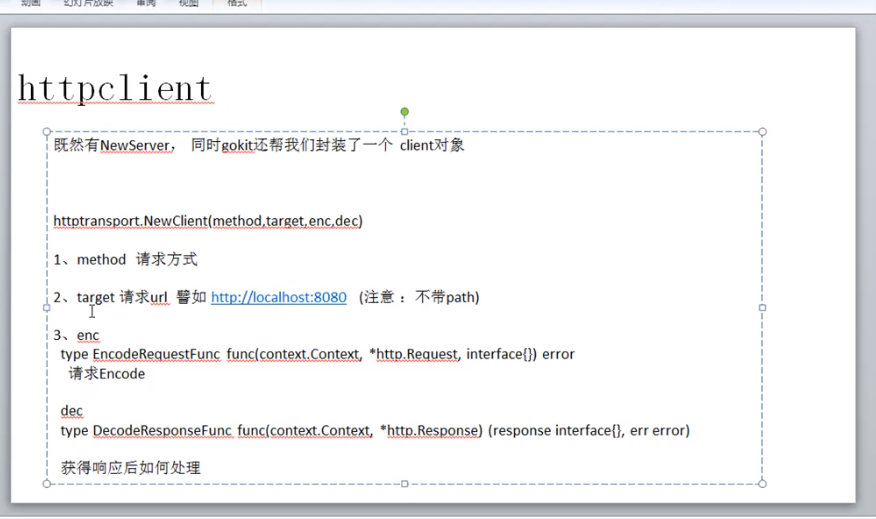 动画 幻灯片放映 审阅 视图 格式
httpclient
既然有NewServer， 同时gokit还帮我们封装了一个 client对象
httptransport.NewClient(method,target,enc,dec)
1、method 请求方式
2、target 请求url 譬如 http://localhost:8080 (注意 ：不带path)
3、enc
type EncodeRequestFunc func(context.Context, *http.Request, interface{}) error
请求Encode
dec
type DecodeResponseFunc func(context.Context, *http.Response) (response interface{}, err error)
获得响应后如何处理